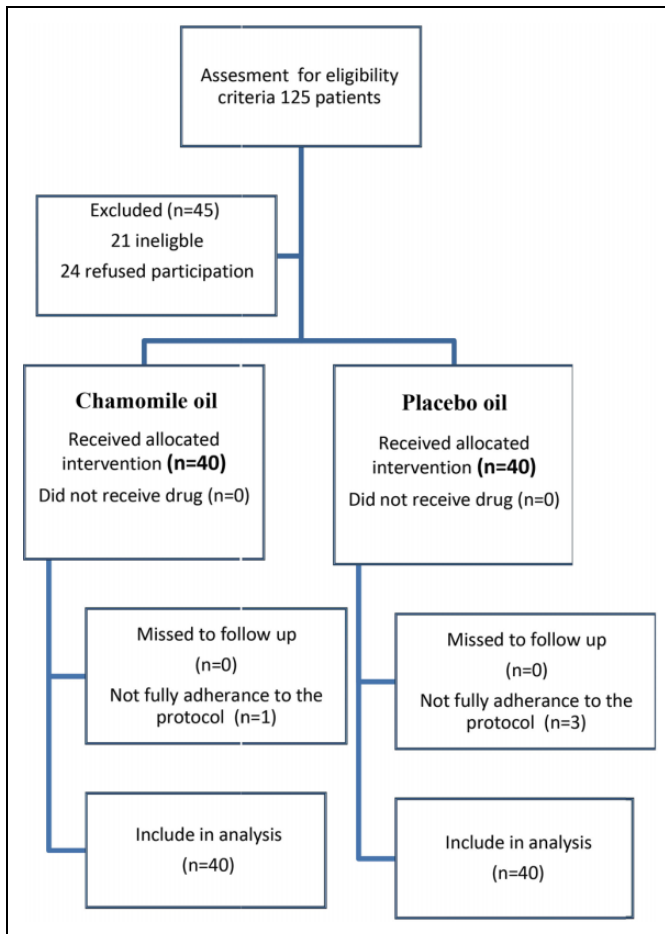 Assesment for eligibility
criteria 125 patients
Excluded (n=45)
21 ineligble
24 refused participation
Chamomile oil
Received allocated
intervention (n=40)
Did not receive drug (n=0)
Placebo oil
Received allocated
intervention (n=40)
Did not receive drug (n=0)
Missed to follow up
(n=0)
Not fully adherance to the
protocol (n=1)
Missed to follow up
(n=0)
Not fully adherance to the
protocol (n=3)
Include in analysis
(n=40)
Include in analysis
(n=40)